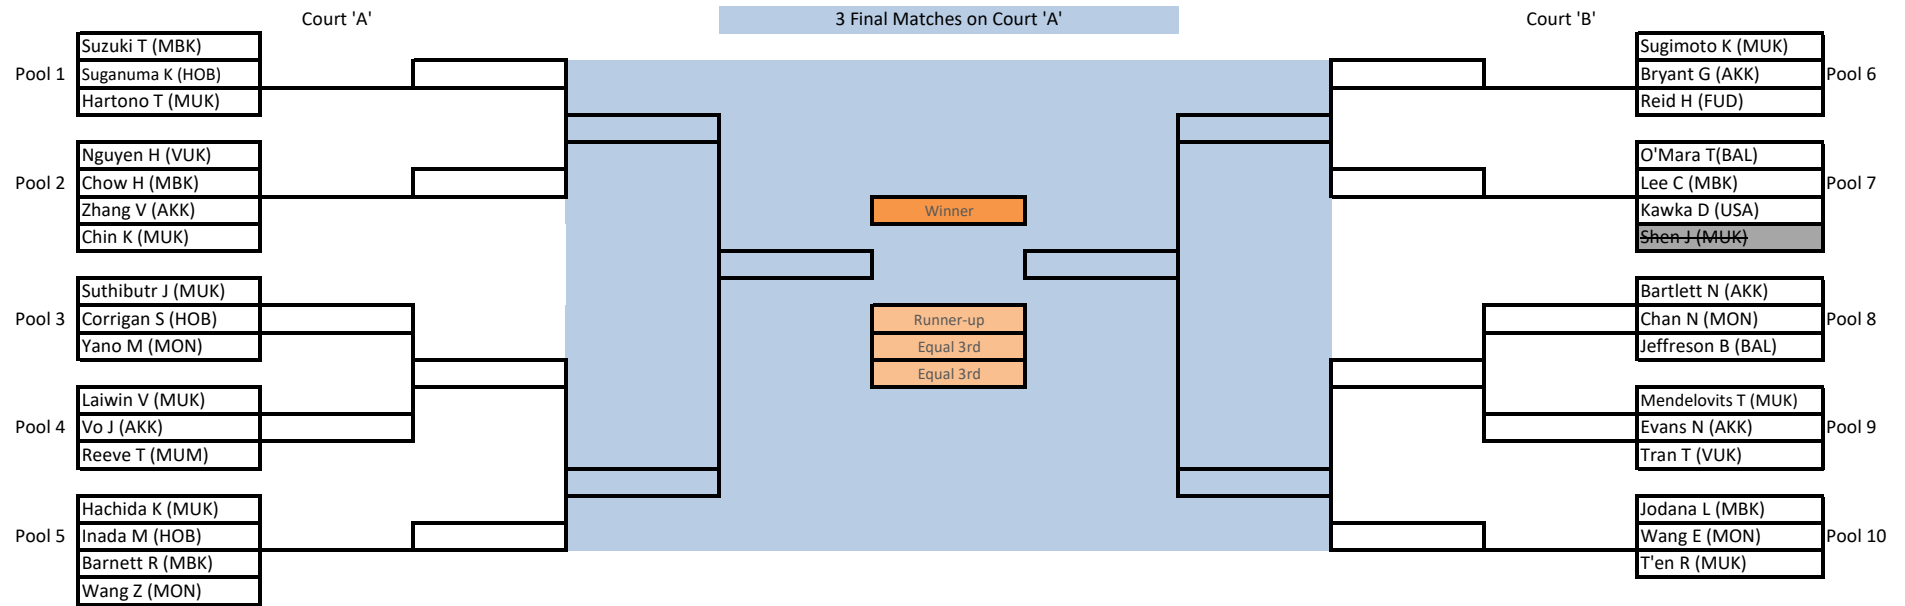 Court 'A'
3 Final Matches on Court 'A'
Court 'B'
Pool 1
Suzuki T (MBK)
Suganuma K (HOB)
Hartono T (MUK)
Pool 2
Nguyen H (VUK)
Chow H (MBK)
Zhang V (AKK)
Chin K (MUK)
Pool 3
Suthibutr J (MUK)
Corrigan S (HOB)
Yano M (MON)
Pool 4
Laiwin V (MUK)
Vo J (AKK)
Reeve T (MUM)
Pool 5
Hachida K (MUK)
Inada M (HOB)
Barnett R (MBK)
Wang Z (MON)
Winner
Runner-up
Equal 3rd
Equal 3rd
Sugimoto K (MUK)
Bryant G (AKK)
Reid H (FUD)
Pool 6
O'Mara T(BAL)
Lee C (MBK)
Kawka D (USA)
Shen J (MUK)
Pool 7
Bartlett N (AKK)
Chan N (MON)
Jeffreson B (BAL)
Pool 8
Mendelovits T (MUK)
Evans N (AKK)
Tran T (VUK)
Pool 9
Jodana L (MBK)
Wang E (MON)
T'en R (MUK)
Pool 10